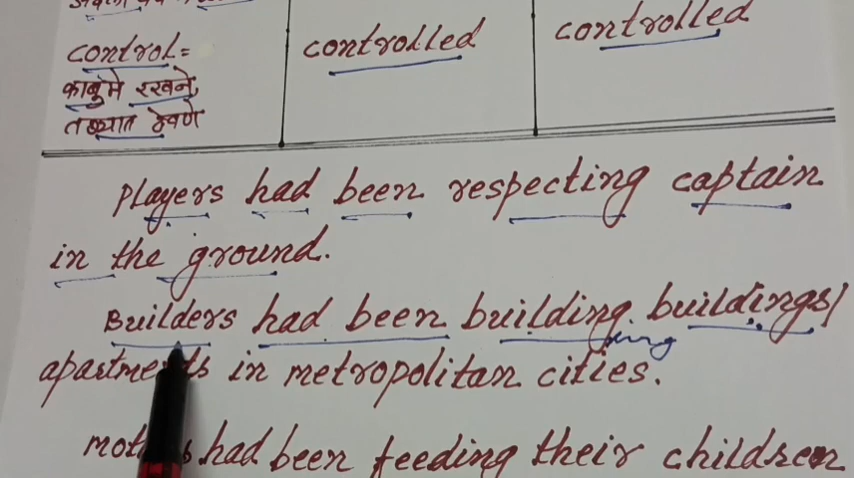 control= controlled controlled
काबुमे रखने,
ताब्यात ठेवणे
Players had been respecting captain
in the ground.
Builders had been building buildings/
ing
apartments in metropolitan cities.
had been feeding their children